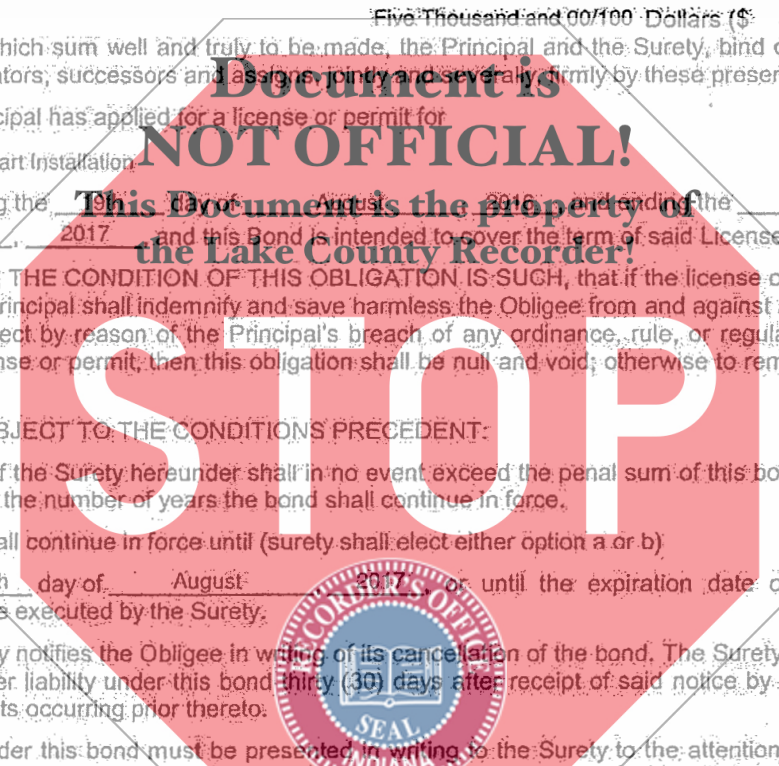 Five Thousand and 00/100 Dollars ($
hich sum well and truly to be made, the Principal and the Surety, bind
ators, successors and assigns, jointly and severally, firmly by these presen
Document is
cipal has applied for a license or permit for
NOT OFFICIAL!
art Installation
g the 19th day of August, 2016, and ending the
This Document is the property of
, 2017, and this Bond is intended to cover the term of said License
the Lake County Recorder!
THE CONDITION OF THIS OBLIGATION IS SUCH, that if the license
rincipal shall indemnify and save harmless the Obligee from and against
ect by reason of the Principal's breach of any ordinance, rule, or regula
nse or permit, then this obligation shall be null and void; otherwise to rem
STOP
BJECT TO THE CONDITIONS PRECEDENT:
f the Surety hereunder shall in no event exceed the penal sum of this bo
the number of years the bond shall continue in force.
all continue in force until (surety shall elect either option a or b)
h day of August, 2017, or until the expiration date
e executed by the Surety.
y notifies the Obligee in writing of its cancellation of the bond. The Surety
er liability under this bond thirty (30) days after receipt of said notice by
ts occurring prior thereto.
der this bond must be presented in writing to the Surety to the attention
RECORDER'S OFFICE
SEAL
INDIANA